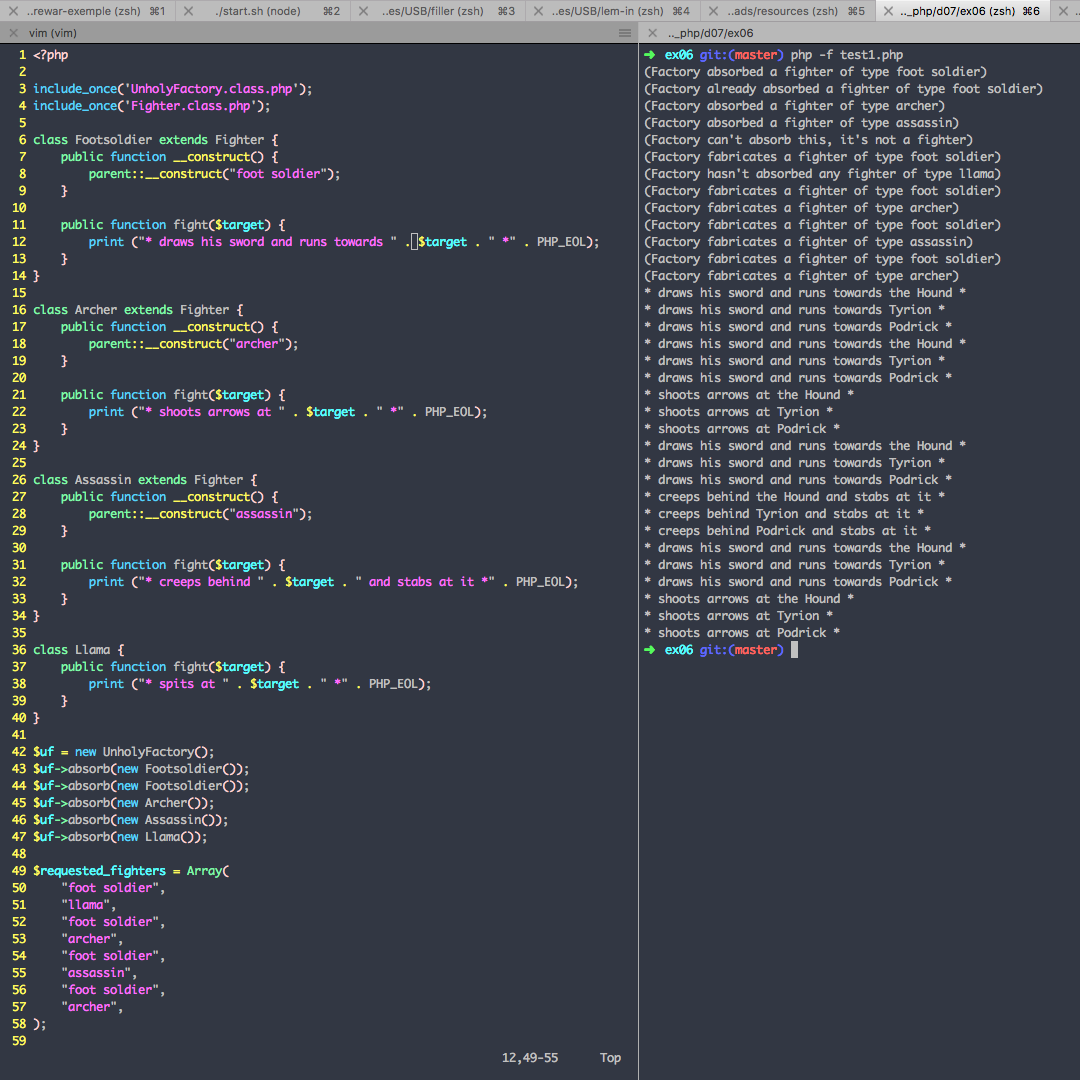 ..rewar-exemple (zsh) ⌘1 ./start.sh (node) ⌘2 ..es/USB/filler (zsh) ⌘3 ..es/USB/lem-in (zsh) ⌘4 ..ads/resources (zsh) ⌘5 .._php/d07/ex06 (zsh) ⌘6 ..
vim (vim)
1 <?php
2
3 include_once('UnholyFactory.class.php');
4 include_once('Fighter.class.php');
5
6 class Footsoldier extends Fighter {
7     public function __construct() {
8         parent::__construct("foot soldier");
9     }
10
11     public function fight($target) {
12         print ("* draws his sword and runs towards " . $target . " *" . PHP_EOL);
13     }
14 }
15
16 class Archer extends Fighter {
17     public function __construct() {
18         parent::__construct("archer");
19     }
20
21     public function fight($target) {
22         print ("* shoots arrows at " . $target . " *" . PHP_EOL);
23     }
24 }
25
26 class Assassin extends Fighter {
27     public function __construct() {
28         parent::__construct("assassin");
29     }
30
31     public function fight($target) {
32         print ("* creeps behind " . $target . " and stabs at it *" . PHP_EOL);
33     }
34 }
35
36 class Llama {
37     public function fight($target) {
38         print ("* spits at " . $target . " *" . PHP_EOL);
39     }
40 }
41
42 $uf = new UnholyFactory();
43 $uf->absorb(new Footsoldier());
44 $uf->absorb(new Footsoldier());
45 $uf->absorb(new Archer());
46 $uf->absorb(new Assassin());
47 $uf->absorb(new Llama());
48
49 $requested_fighters = Array(
50     "foot soldier",
51     "llama",
52     "foot soldier",
53     "archer",
54     "foot soldier",
55     "assassin",
56     "foot soldier",
57     "archer",
58 );
59
12,49-55 Top
.._php/d07/ex06
➜ ex06 git:(master) php -f test1.php
(Factory absorbed a fighter of type foot soldier)
(Factory already absorbed a fighter of type foot soldier)
(Factory absorbed a fighter of type archer)
(Factory absorbed a fighter of type assassin)
(Factory can't absorb this, it's not a fighter)
(Factory fabricates a fighter of type foot soldier)
(Factory hasn't absorbed any fighter of type llama)
(Factory fabricates a fighter of type foot soldier)
(Factory fabricates a fighter of type archer)
(Factory fabricates a fighter of type foot soldier)
(Factory fabricates a fighter of type assassin)
(Factory fabricates a fighter of type foot soldier)
(Factory fabricates a fighter of type archer)
* draws his sword and runs towards the Hound *
* draws his sword and runs towards Tyrion *
* draws his sword and runs towards Podrick *
* draws his sword and runs towards the Hound *
* draws his sword and runs towards Tyrion *
* draws his sword and runs towards Podrick *
* shoots arrows at the Hound *
* shoots arrows at Tyrion *
* shoots arrows at Podrick *
* draws his sword and runs towards the Hound *
* draws his sword and runs towards Tyrion *
* draws his sword and runs towards Podrick *
* creeps behind the Hound and stabs at it *
* creeps behind Tyrion and stabs at it *
* creeps behind Podrick and stabs at it *
* draws his sword and runs towards the Hound *
* draws his sword and runs towards Tyrion *
* draws his sword and runs towards Podrick *
* shoots arrows at the Hound *
* shoots arrows at Tyrion *
* shoots arrows at Podrick *
➜ ex06 git:(master)